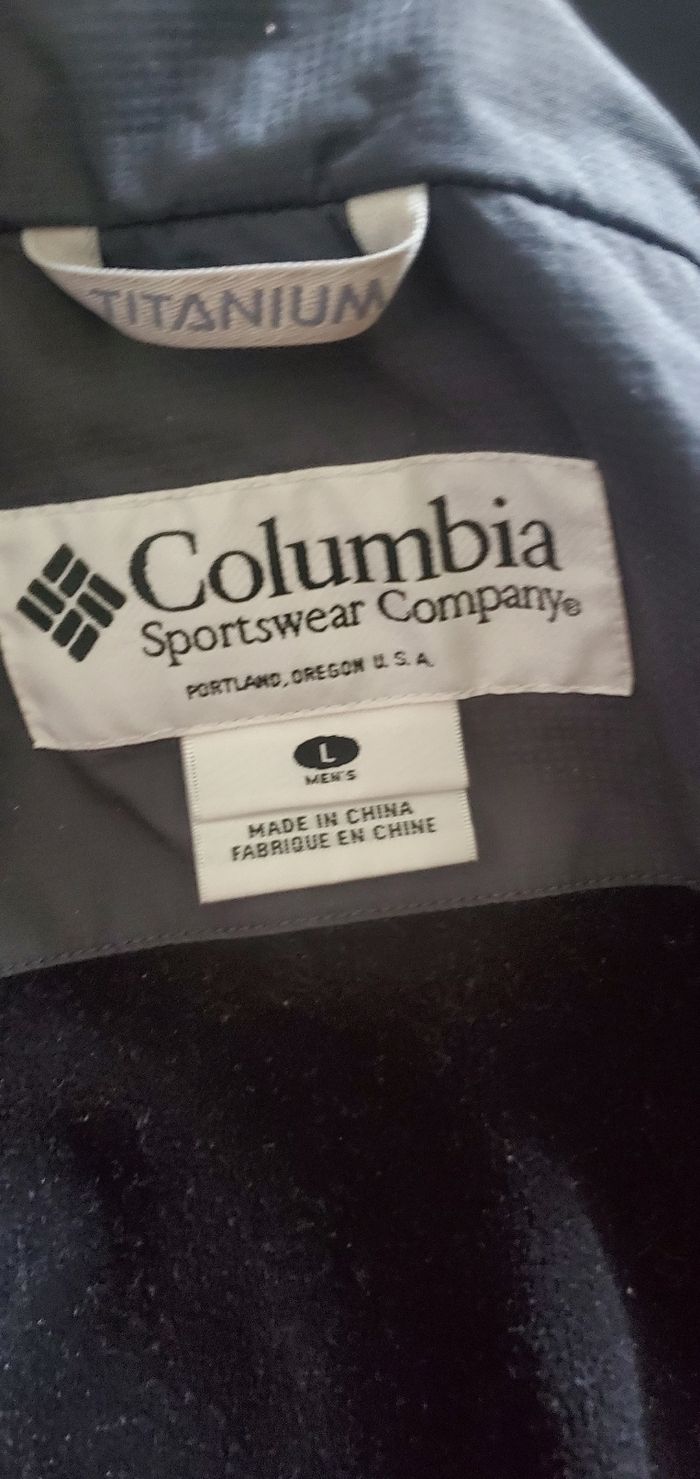 TITANIUM
Columbia
Sportswear Company®
PORTLAND, OREGON U.S.A.
L
MEN'S
MADE IN CHINA
FABRIQUE EN CHINE